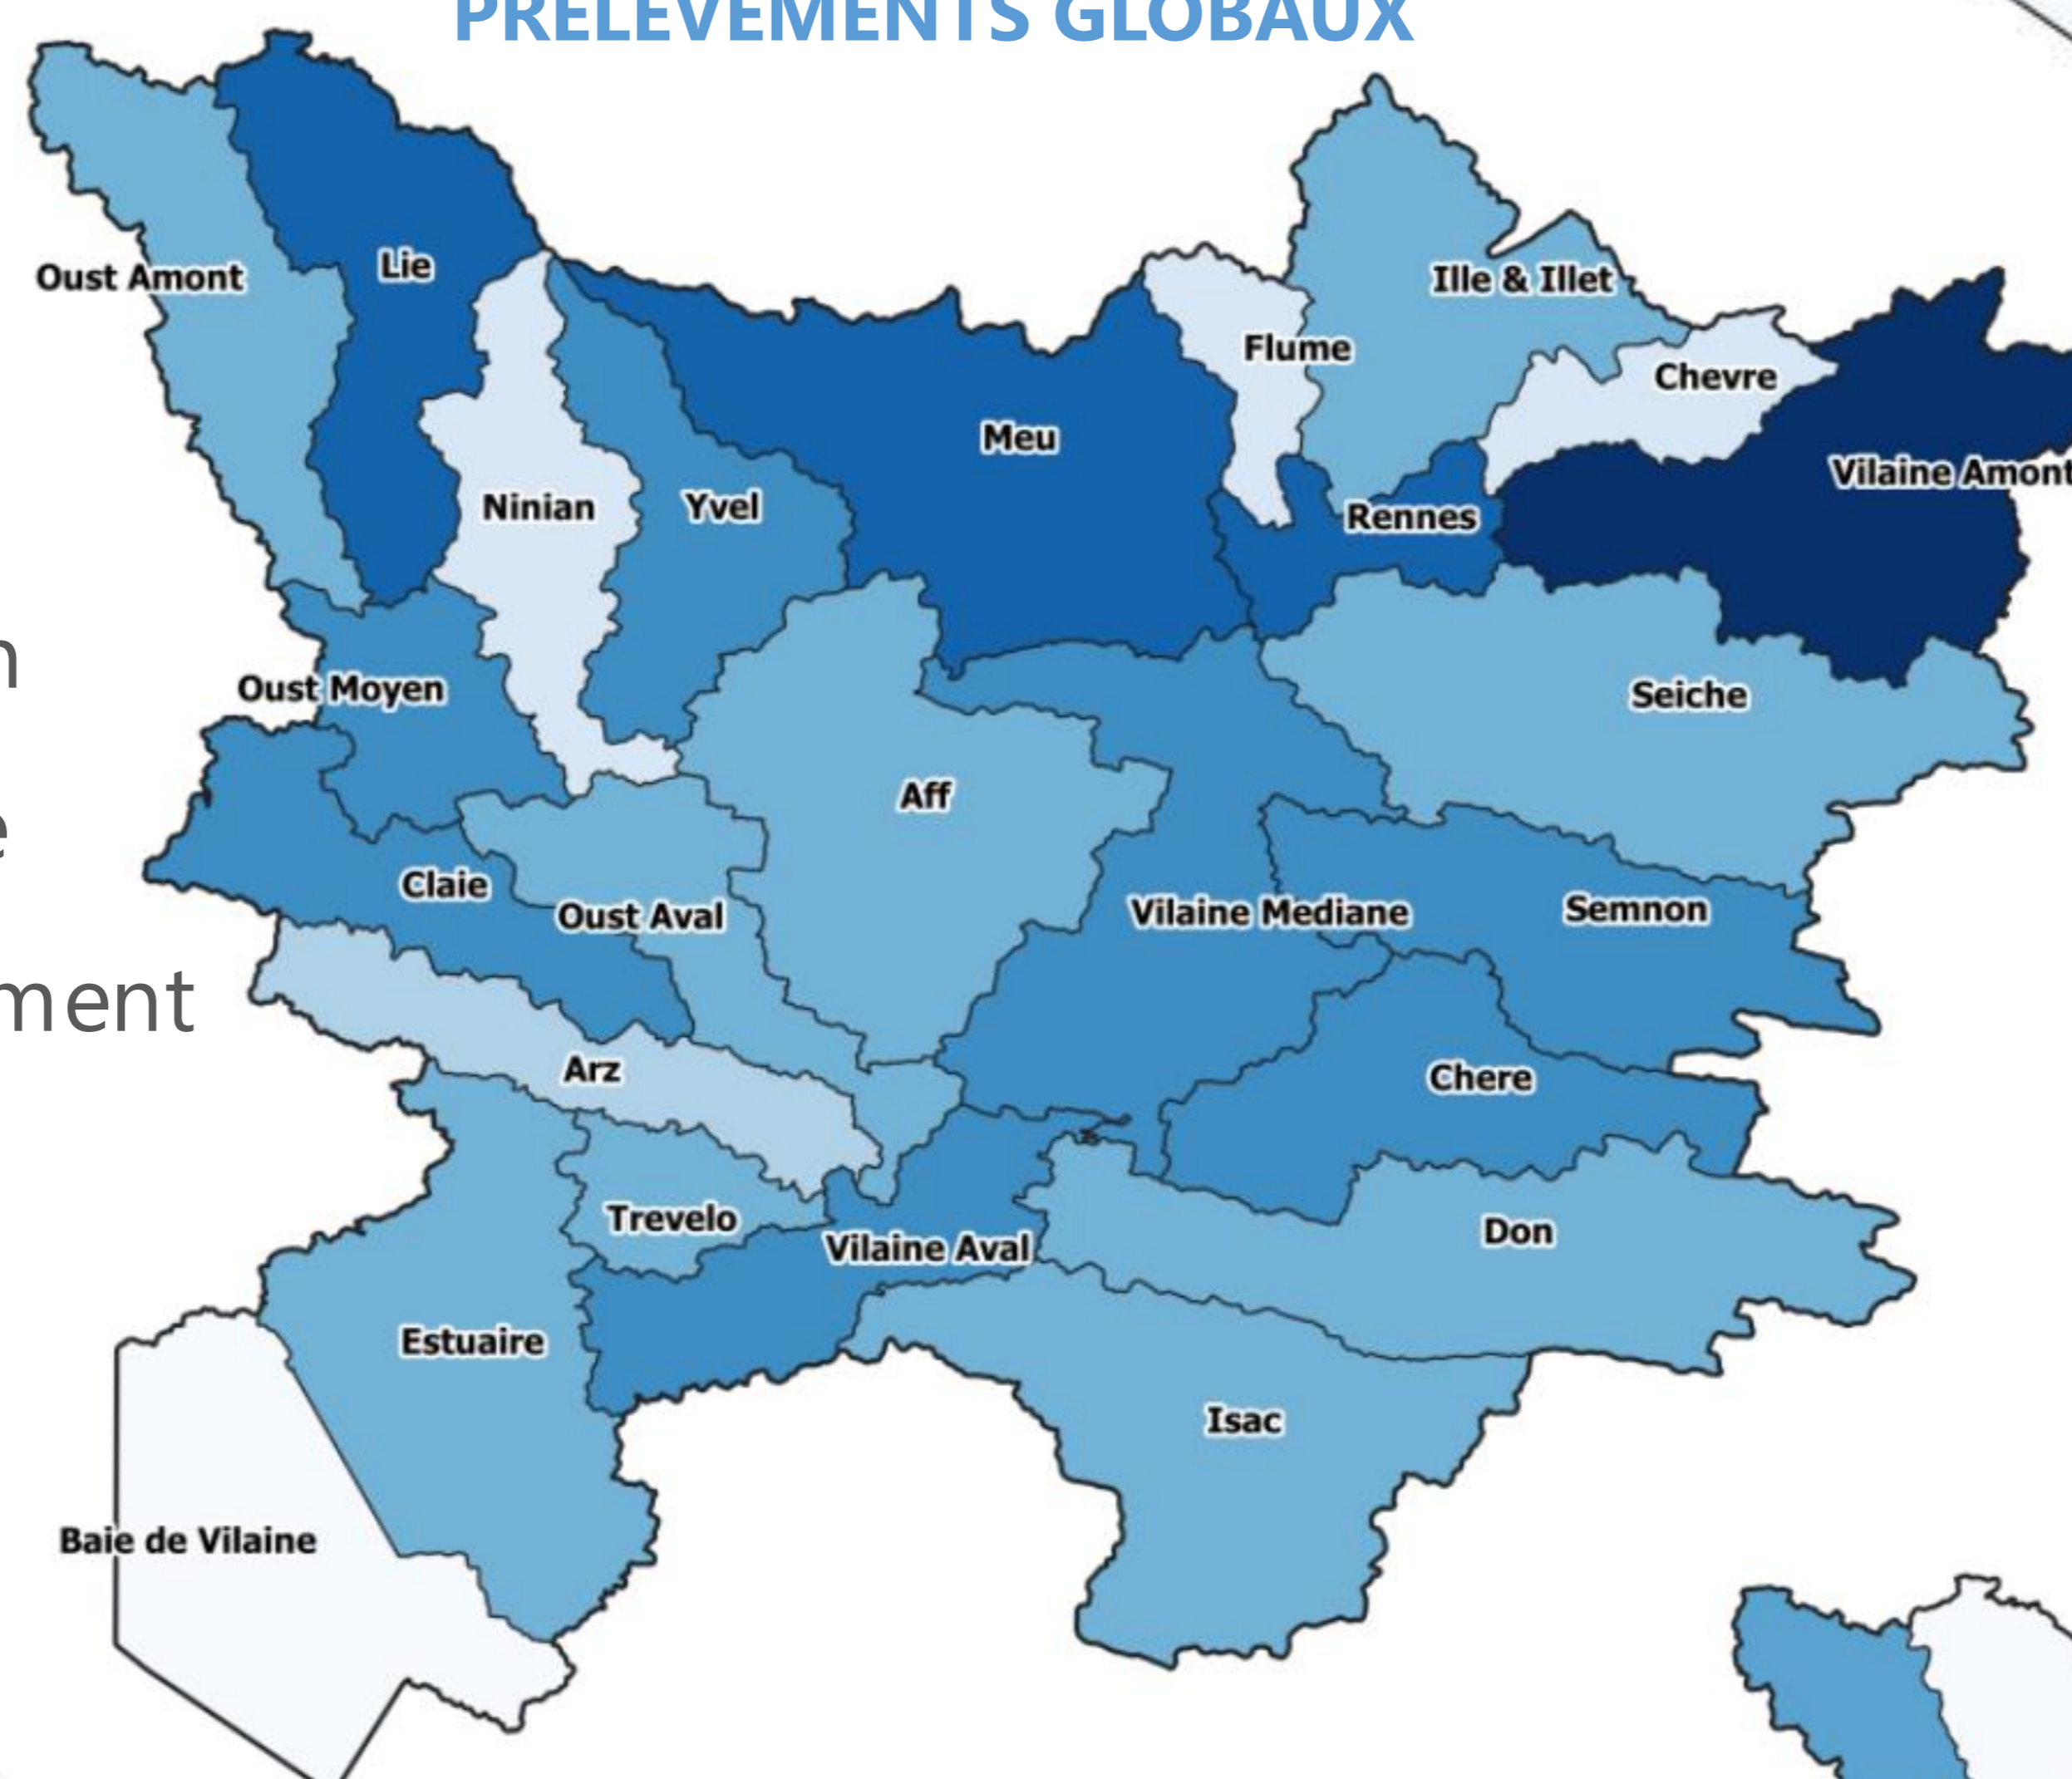 PRELEVEMENTS GLOBAUX
Oust Amont
Lie
Ille & Illet
Flume
Chevre
Meu
Vilaine Amont
Ninian
Yvel
Rennes
n
Oust Moyen
Seiche
Aff
e
Claie
Oust Aval
Vilaine Mediane
Semnon
ment
Arz
Chere
Trevelo
Vilaine Aval
Don
Estuaire
Isac
Baie de Vilaine